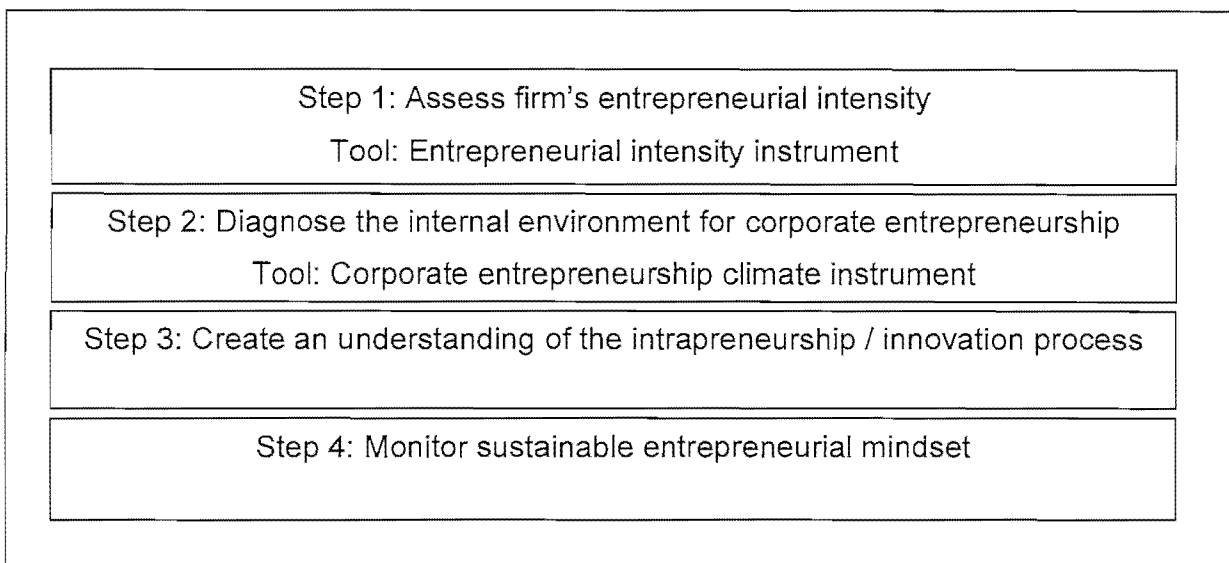 Step 1: Assess firm's entrepreneurial intensity
Tool: Entrepreneurial intensity instrument
Step 2: Diagnose the internal environment for corporate entrepreneurship
Tool: Corporate entrepreneurship climate instrument
Step 3: Create an understanding of the intrapreneurship / innovation process
Step 4: Monitor sustainable entrepreneurial mindset